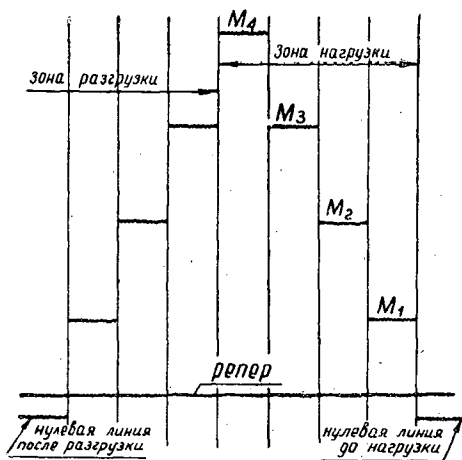 M₄
Зона нагрузки
Зона разгрузки
M₃
M₂
M₁
репер
нулевая линия
после разгрузки
нулевая линия
до нагрузки